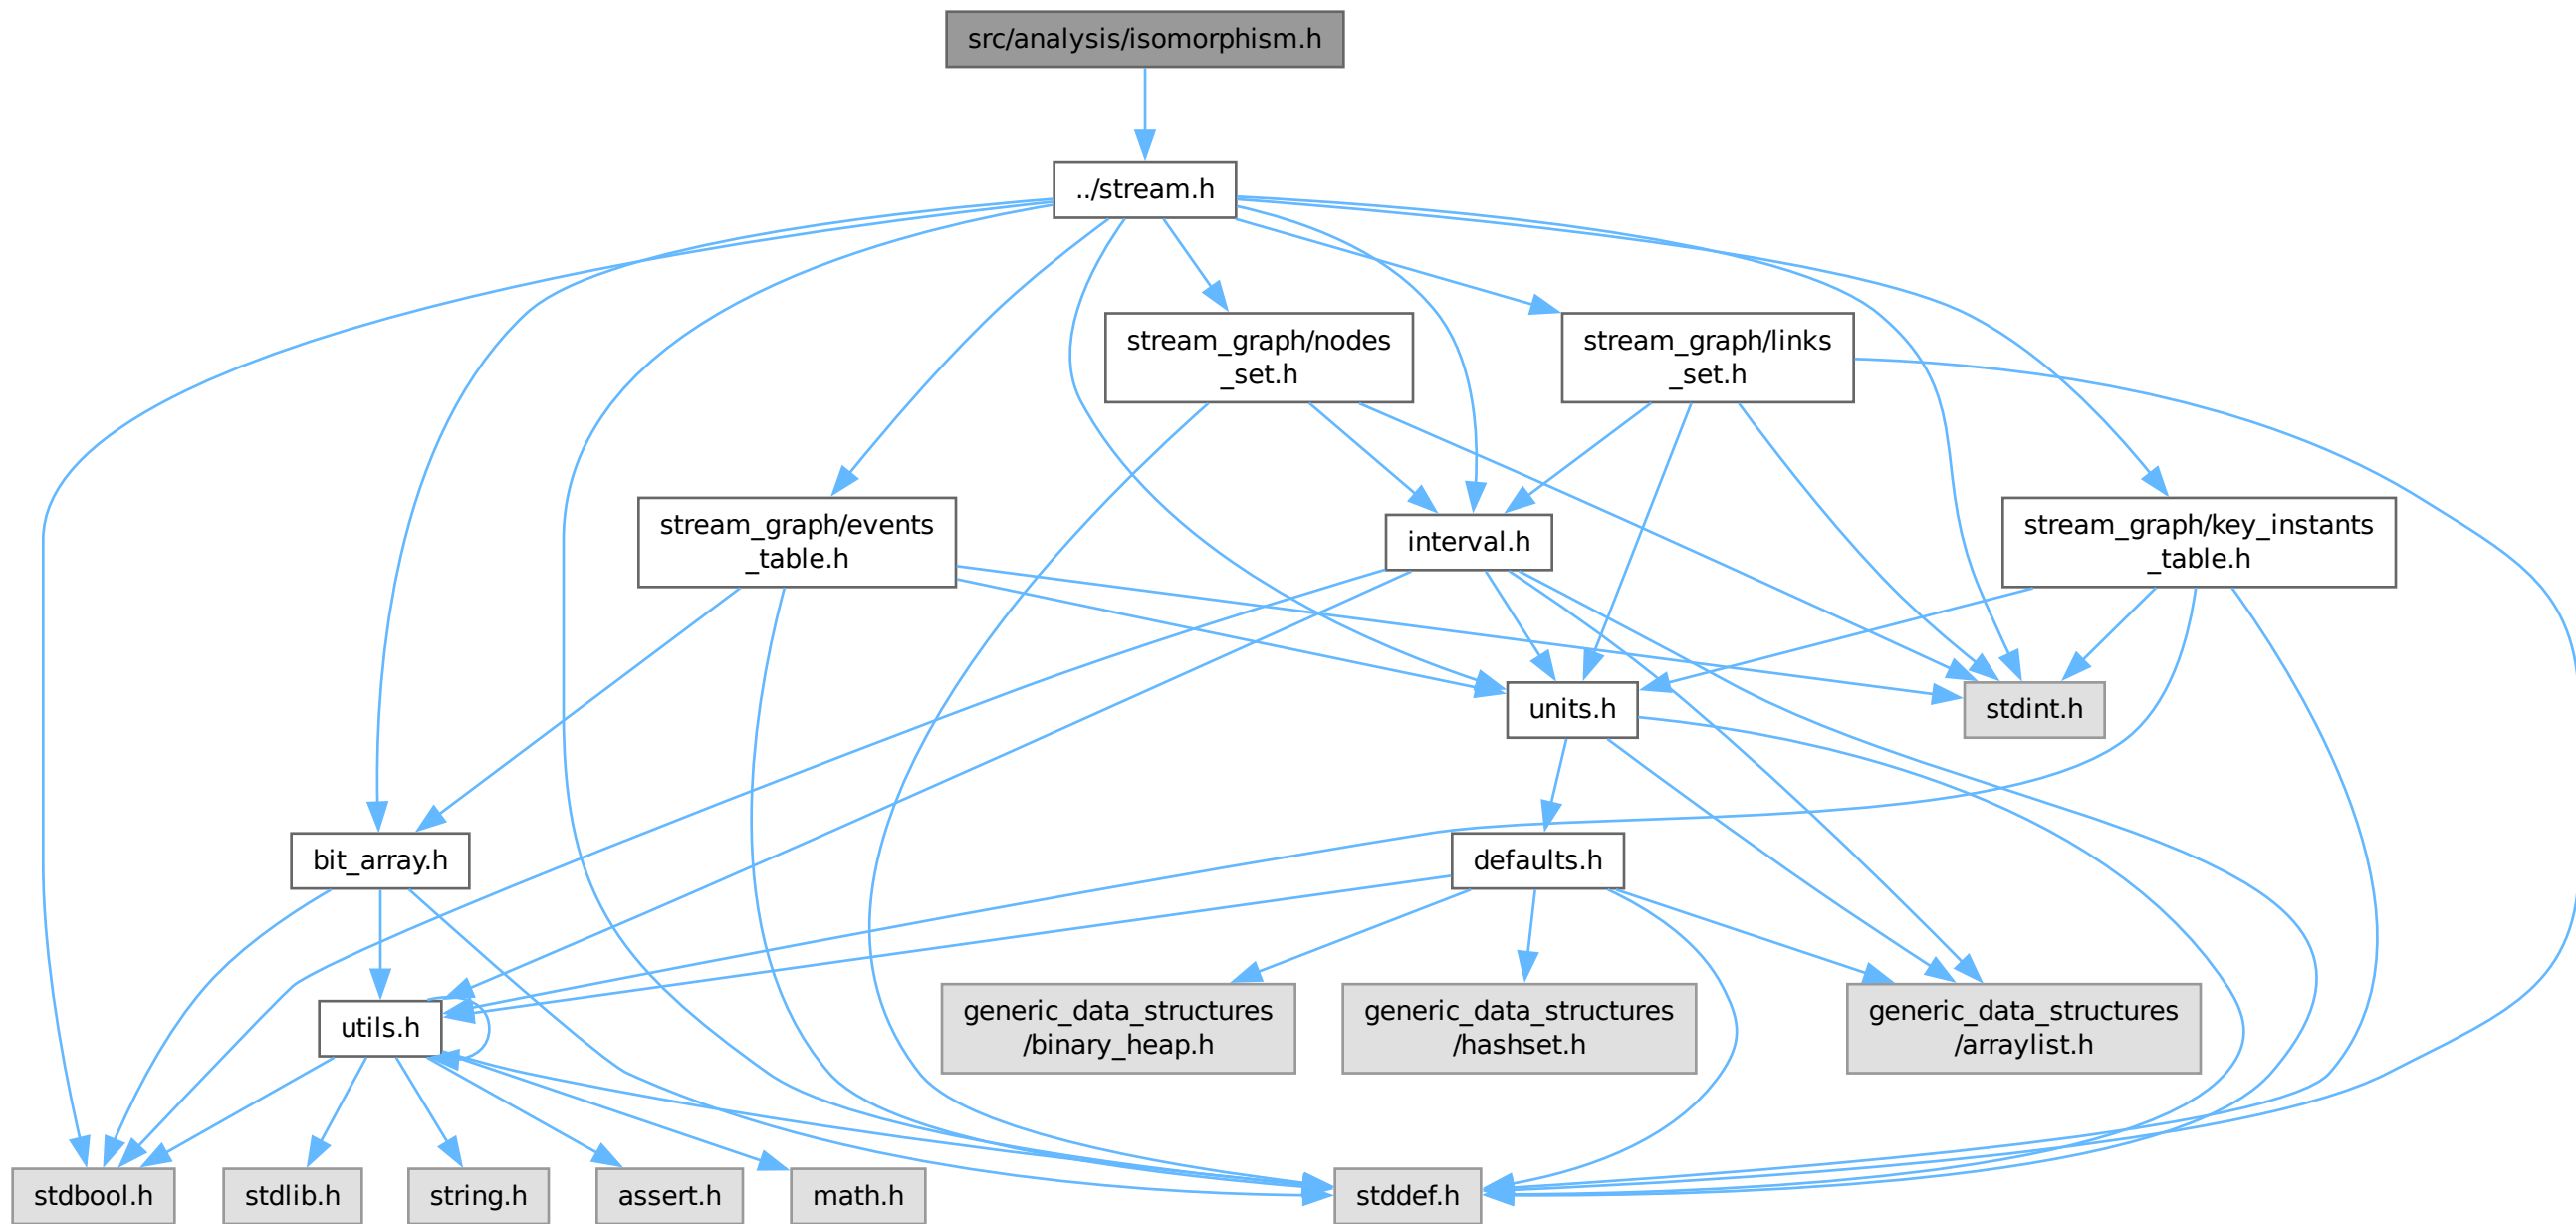 src/analysis/isomorphism.h
../stream.h
stream_graph/nodes
_set.h
stream_graph/links
_set.h
stream_graph/events
_table.h
interval.h
stream_graph/key_instants
_table.h
units.h
stdint.h
bit_array.h
defaults.h
utils.h
generic_data_structures
/binary_heap.h
generic_data_structures
/hashset.h
generic_data_structures
/arraylist.h
stdbool.h
stdlib.h
string.h
assert.h
math.h
stddef.h